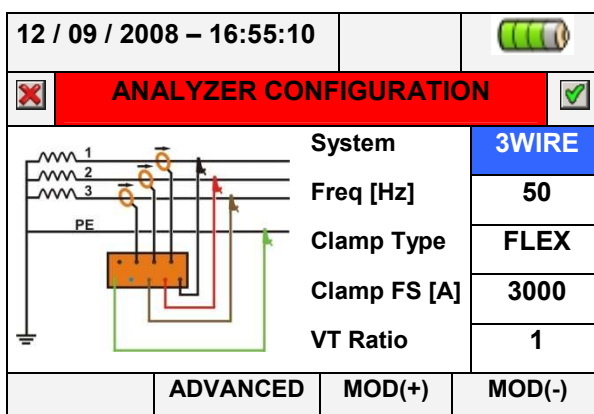 12 / 09 / 2008 – 16:55:10
ANALYZER CONFIGURATION
1
2
3
PE
System 3WIRE
Freq [Hz] 50
Clamp Type FLEX
Clamp FS [A] 3000
VT Ratio 1
ADVANCED MOD(+) MOD(-)